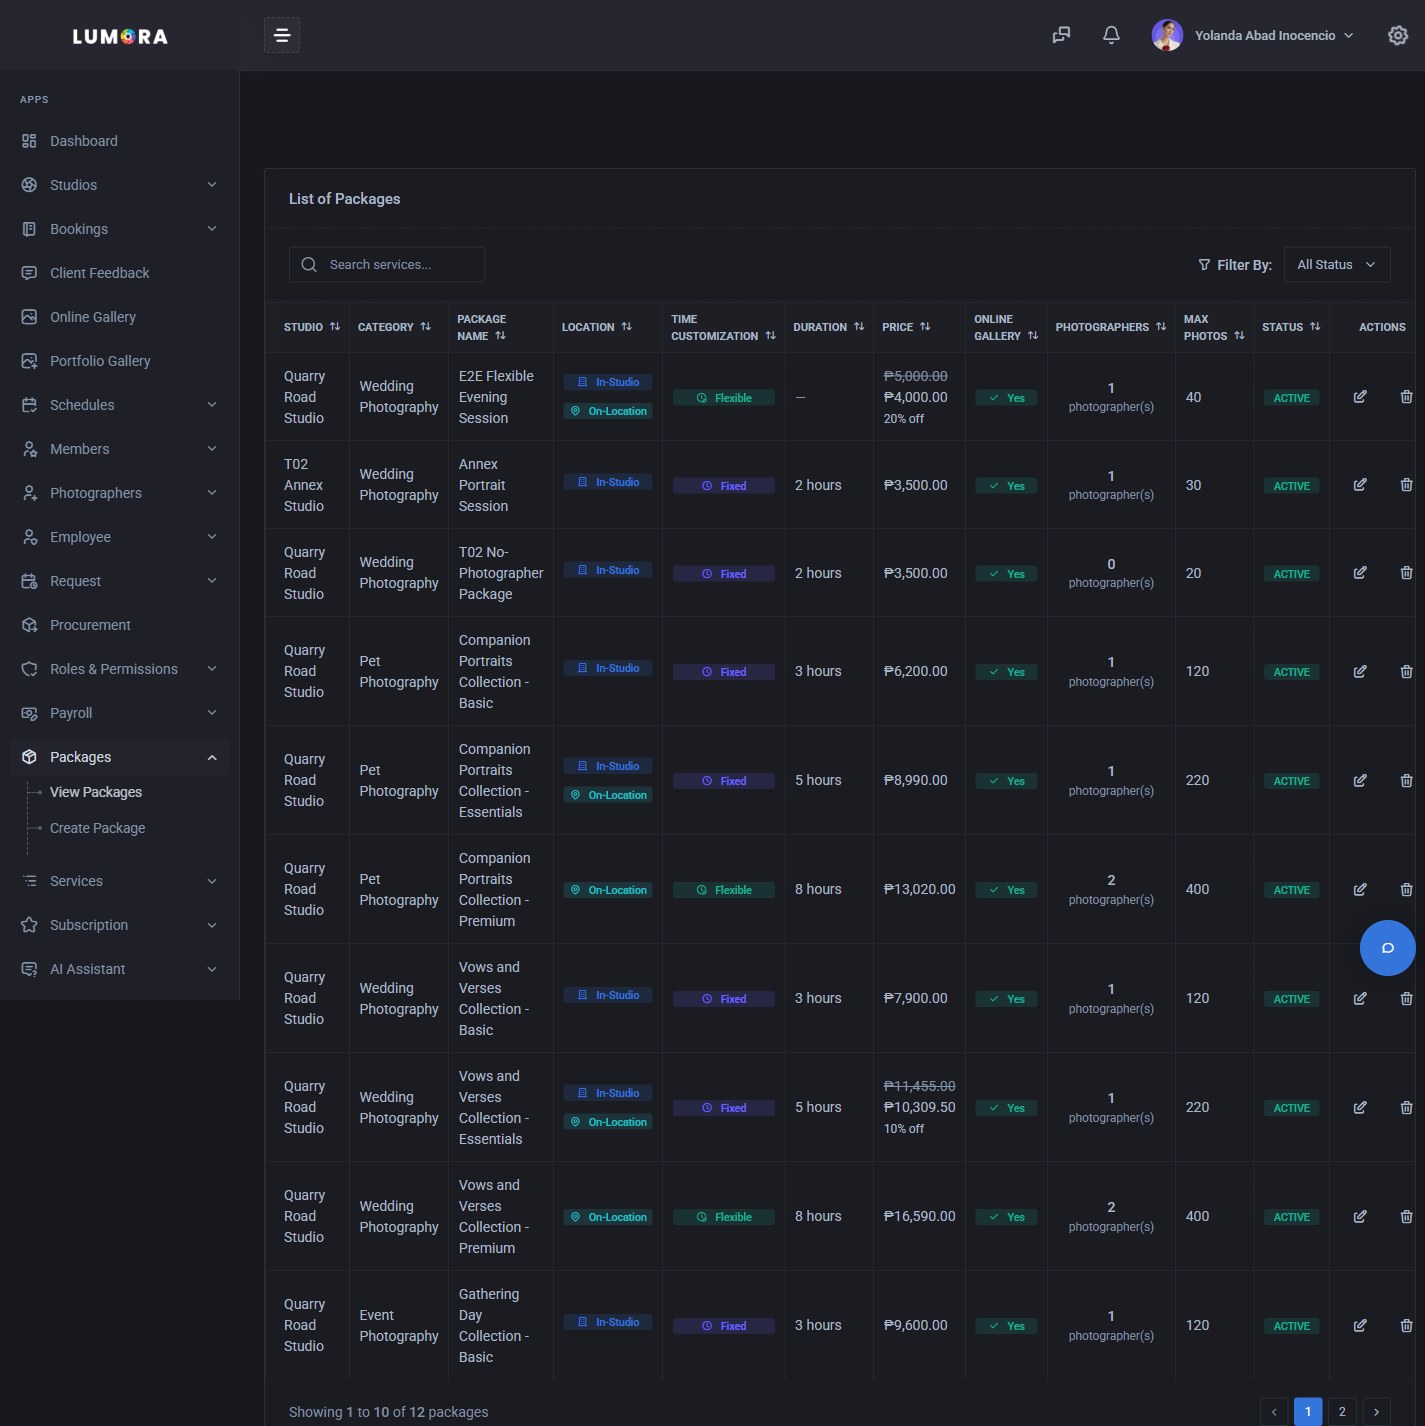 LUMORA
Yolanda Abad Inocencio
APPS
Dashboard
Studios
Bookings
Client Feedback
Online Gallery
Portfolio Gallery
Schedules
Members
Photographers
Employee
Request
Procurement
Roles & Permissions
Payroll
Packages
View Packages
Create Package
Services
Subscription
AI Assistant
List of Packages
Search services...
Filter By:
All Status
STUDIO
CATEGORY
PACKAGE
NAME
LOCATION
TIME
CUSTOMIZATION
DURATION
PRICE
ONLINE
GALLERY
PHOTOGRAPHERS
MAX
PHOTOS
STATUS
ACTIONS
Quarry
Road
Studio
Wedding
Photography
E2E Flexible
Evening
Session
In-Studio
On-Location
Flexible
—
₱5,000.00
₱4,000.00
20% off
Yes
1
photographer(s)
40
ACTIVE
T02
Annex
Studio
Wedding
Photography
Annex
Portrait
Session
In-Studio
Fixed
2 hours
₱3,500.00
Yes
1
photographer(s)
30
ACTIVE
Quarry
Road
Studio
Wedding
Photography
T02 No-
Photographer
Package
In-Studio
Fixed
2 hours
₱3,500.00
Yes
0
photographer(s)
20
ACTIVE
Quarry
Road
Studio
Pet
Photography
Companion
Portraits
Collection -
Basic
In-Studio
Fixed
3 hours
₱6,200.00
Yes
1
photographer(s)
120
ACTIVE
Quarry
Road
Studio
Pet
Photography
Companion
Portraits
Collection -
Essentials
In-Studio
On-Location
Fixed
5 hours
₱8,990.00
Yes
1
photographer(s)
220
ACTIVE
Quarry
Road
Studio
Pet
Photography
Companion
Portraits
Collection -
Premium
On-Location
Flexible
8 hours
₱13,020.00
Yes
2
photographer(s)
400
ACTIVE
Quarry
Road
Studio
Wedding
Photography
Vows and
Verses
Collection -
Basic
In-Studio
Fixed
3 hours
₱7,900.00
Yes
1
photographer(s)
120
ACTIVE
Quarry
Road
Studio
Wedding
Photography
Vows and
Verses
Collection -
Essentials
In-Studio
On-Location
Fixed
5 hours
₱11,455.00
₱10,309.50
10% off
Yes
1
photographer(s)
220
ACTIVE
Quarry
Road
Studio
Wedding
Photography
Vows and
Verses
Collection -
Premium
On-Location
Flexible
8 hours
₱16,590.00
Yes
2
photographer(s)
400
ACTIVE
Quarry
Road
Studio
Event
Photography
Gathering
Day
Collection -
Basic
In-Studio
Fixed
3 hours
₱9,600.00
Yes
1
photographer(s)
120
ACTIVE
Showing 1 to 10 of 12 packages
‹ 1 2 ›